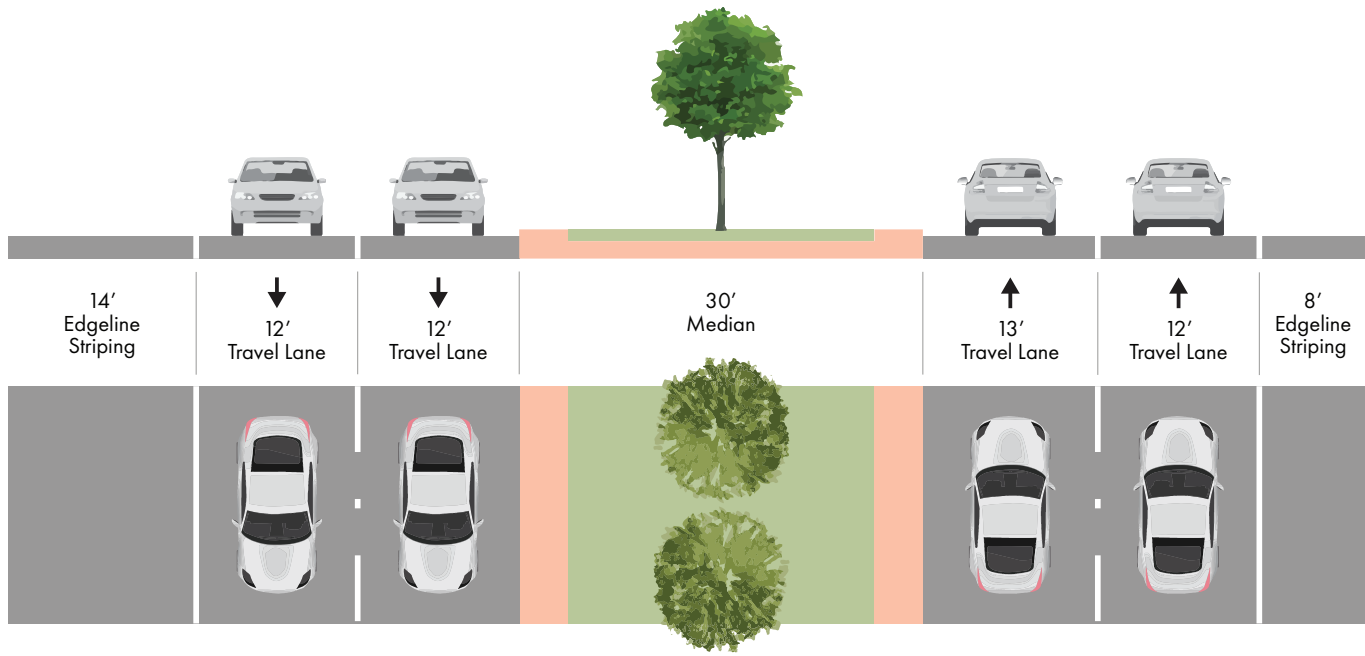 14’
Edgeline
Striping
12’
Travel Lane
12’
Travel Lane
30’
Median
13’
Travel Lane
12’
Travel Lane
8’
Edgeline
Striping